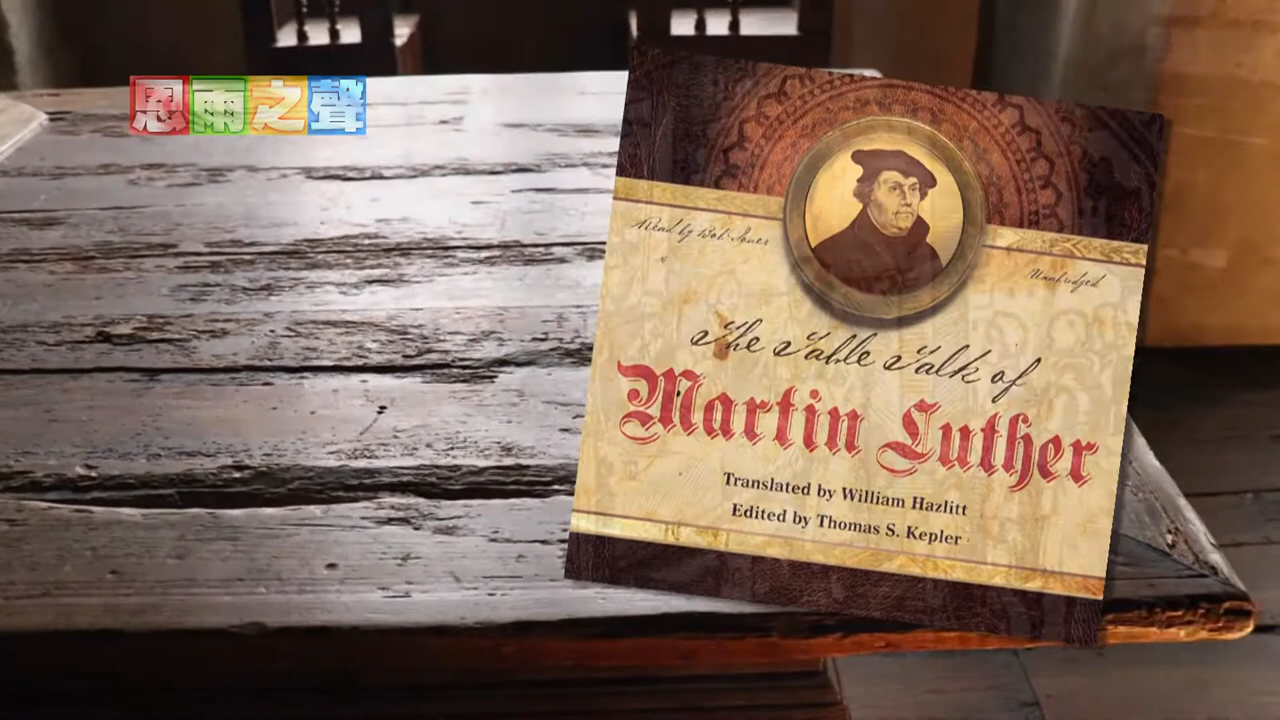 恩雨之聲
Read by Bob Souer
Unabridged
The Table Talk of
Martin Luther
Translated by William Hazlitt
Edited by Thomas S. Kepler